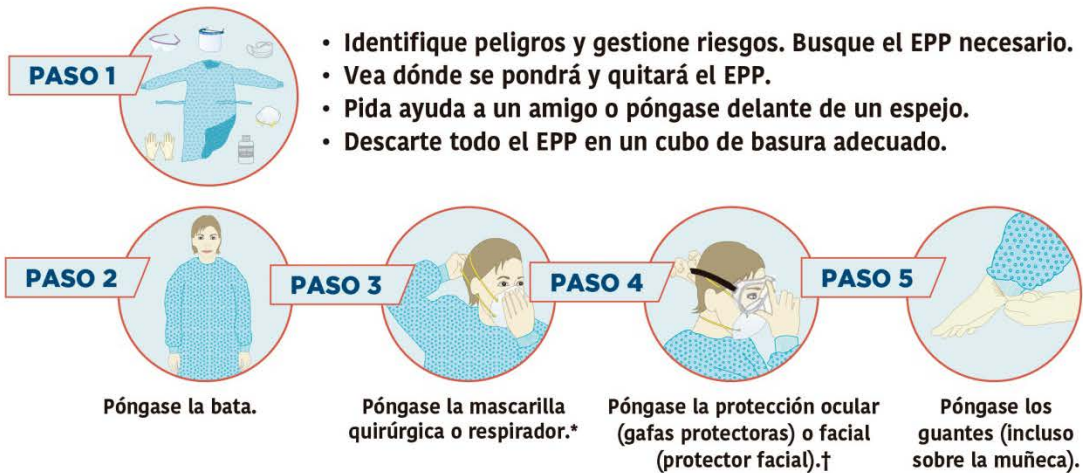 PASO 1
• Identifique peligros y gestione riesgos. Busque el EPP necesario.
• Vea dónde se pondrá y quitará el EPP.
• Pida ayuda a un amigo o póngase delante de un espejo.
• Descarte todo el EPP en un cubo de basura adecuado.
PASO 2
Póngase la bata.
PASO 3
Póngase la mascarilla
quirúrgica o respirador.*
PASO 4
Póngase la protección ocular
(gafas protectoras) o facial
(protector facial).†
PASO 5
Póngase los
guantes (incluso
sobre la muñeca).